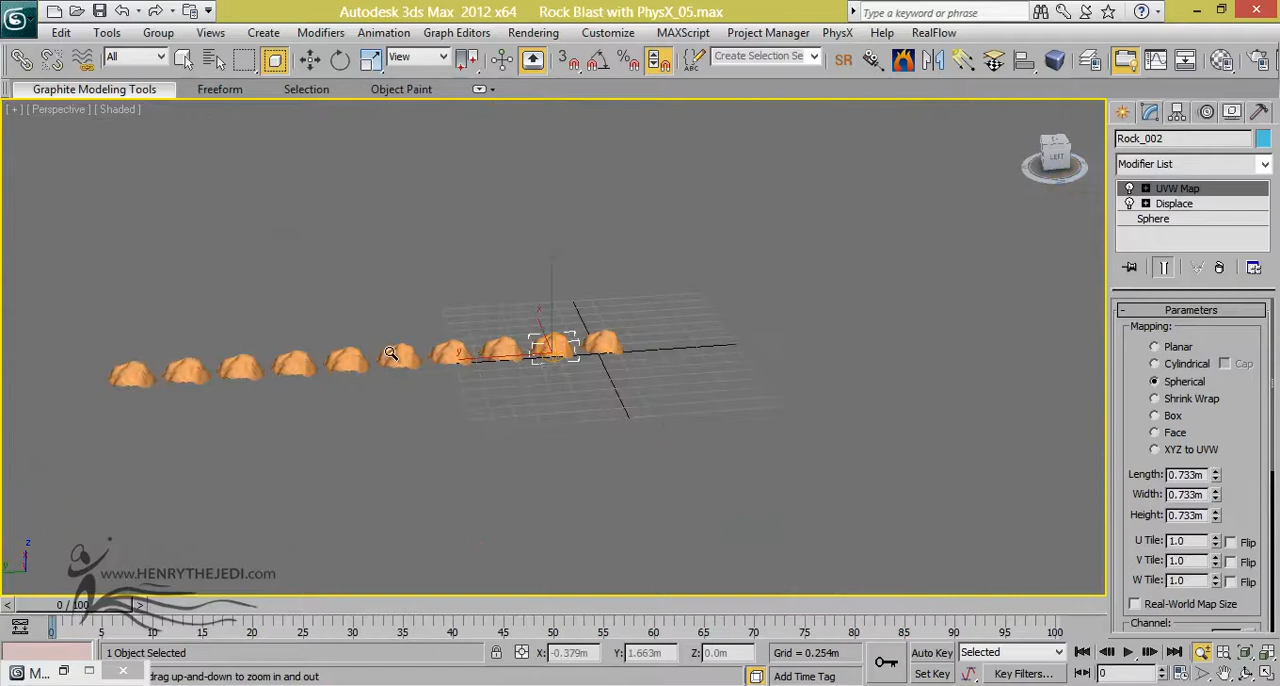 Autodesk 3ds Max 2012 x64 Rock Blast with PhysX_05.max
Type a keyword or phrase
Edit Tools Group Views Create Modifiers Animation Graph Editors Rendering Customize MAXScript Project Manager PhysX Help RealFlow
All View Create Selection Se SR
Graphite Modeling Tools Freeform Selection Object Paint
[ + ] [ Perspective ] [ Shaded ]
LEFT
Rock_002
Modifier List
UVW Map
Displace
Sphere
Parameters
Mapping:
Planar
Cylindrical Cap
Spherical
Shrink Wrap
Box
Face
XYZ to UVW
Length: 0.733m
Width: 0.733m
Height: 0.733m
U Tile: 1.0 Flip
V Tile: 1.0 Flip
W Tile: 1.0 Flip
Real-World Map Size
Channel:
x
y
z
www.HENRYTHEJEDI.com
0 / 100
0 5 10 15 20 25 30 35 40 45 50 55 60 65 70 75 80 85 90 95 100
1 Object Selected X: -0.379m Y: 1.663m Z: 0.0m Grid = 0.254m Auto Key Selected
M... drag up-and-down to zoom in and out Add Time Tag Set Key Key Filters... 0